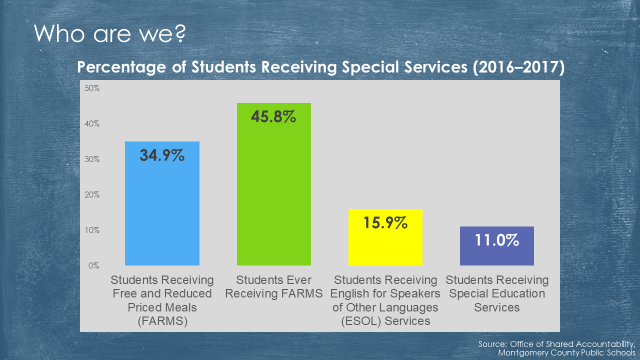 Who are we?
Percentage of Students Receiving Special Services (2016–2017)
50%
40%
30%
20%
10%
0%
34.9%
45.8%
15.9%
11.0%
Students Receiving
Free and Reduced
Priced Meals
(FARMS)
Students Ever
Receiving FARMS
Students Receiving
English for Speakers
of Other Languages
(ESOL) Services
Students Receiving
Special Education
Services
Source: Office of Shared Accountability,
Montgomery County Public Schools